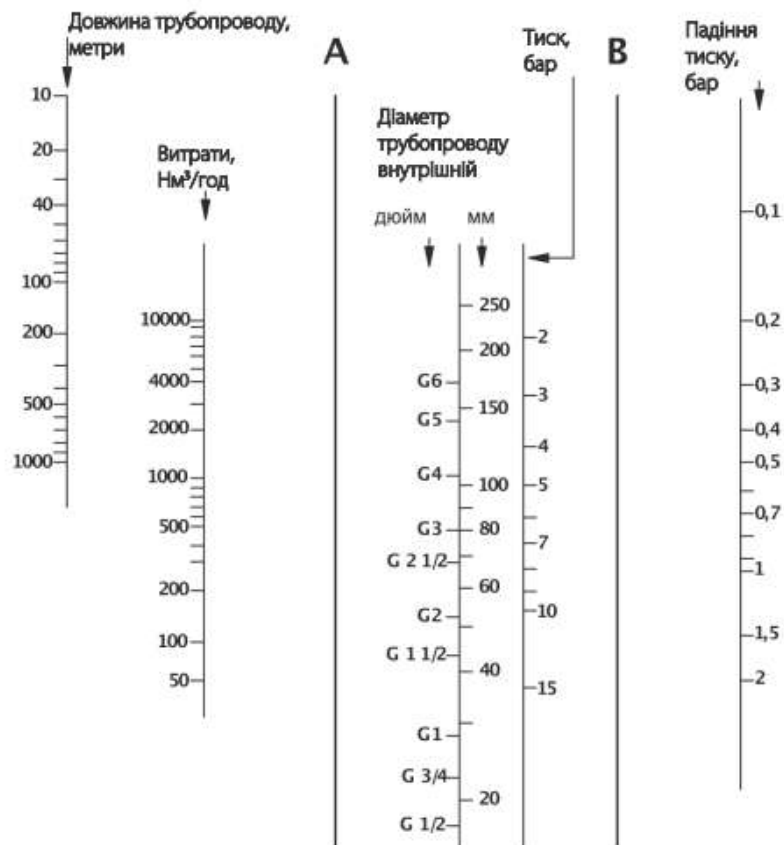 Довжина трубопроводу,
метри
10
20
40
100
200
500
1000
Витрати,
Нм³/год
10000
4000
2000
1000
500
200
100
50
A
Діаметр
трубопроводу
внутрішній
дюйм мм
G6
G5
G4
G3
G 2 1/2
G2
G 1 1/2
G1
G 3/4
G 1/2
250
200
150
100
80
60
40
20
Тиск,
бар
2
3
4
5
7
10
15
B
Падіння
тиску,
бар
0,1
0,2
0,3
0,4
0,5
0,7
1
1,5
2